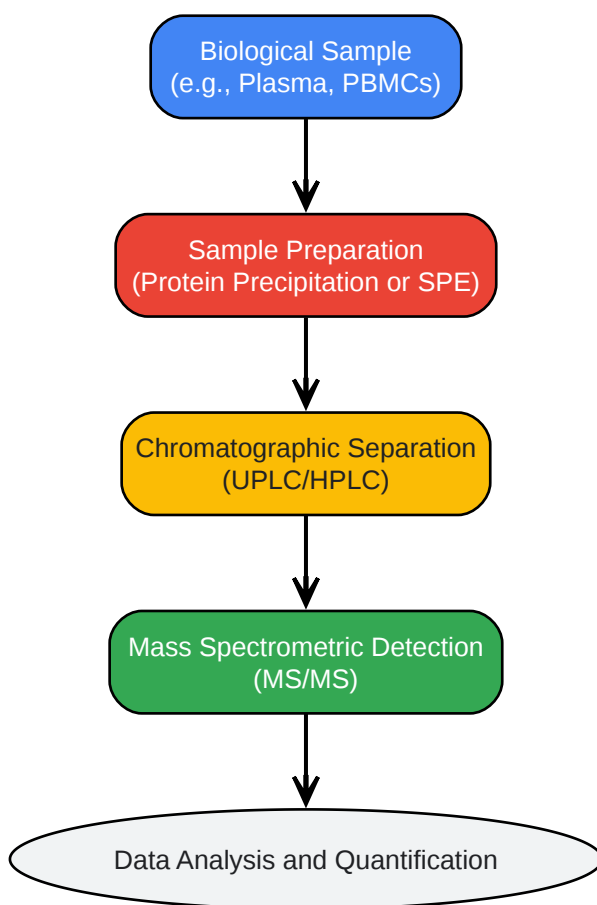 Biological Sample
(e.g., Plasma, PBMCs)
Sample Preparation
(Protein Precipitation or SPE)
Chromatographic Separation
(UPLC/HPLC)
Mass Spectrometric Detection
(MS/MS)
Data Analysis and Quantification